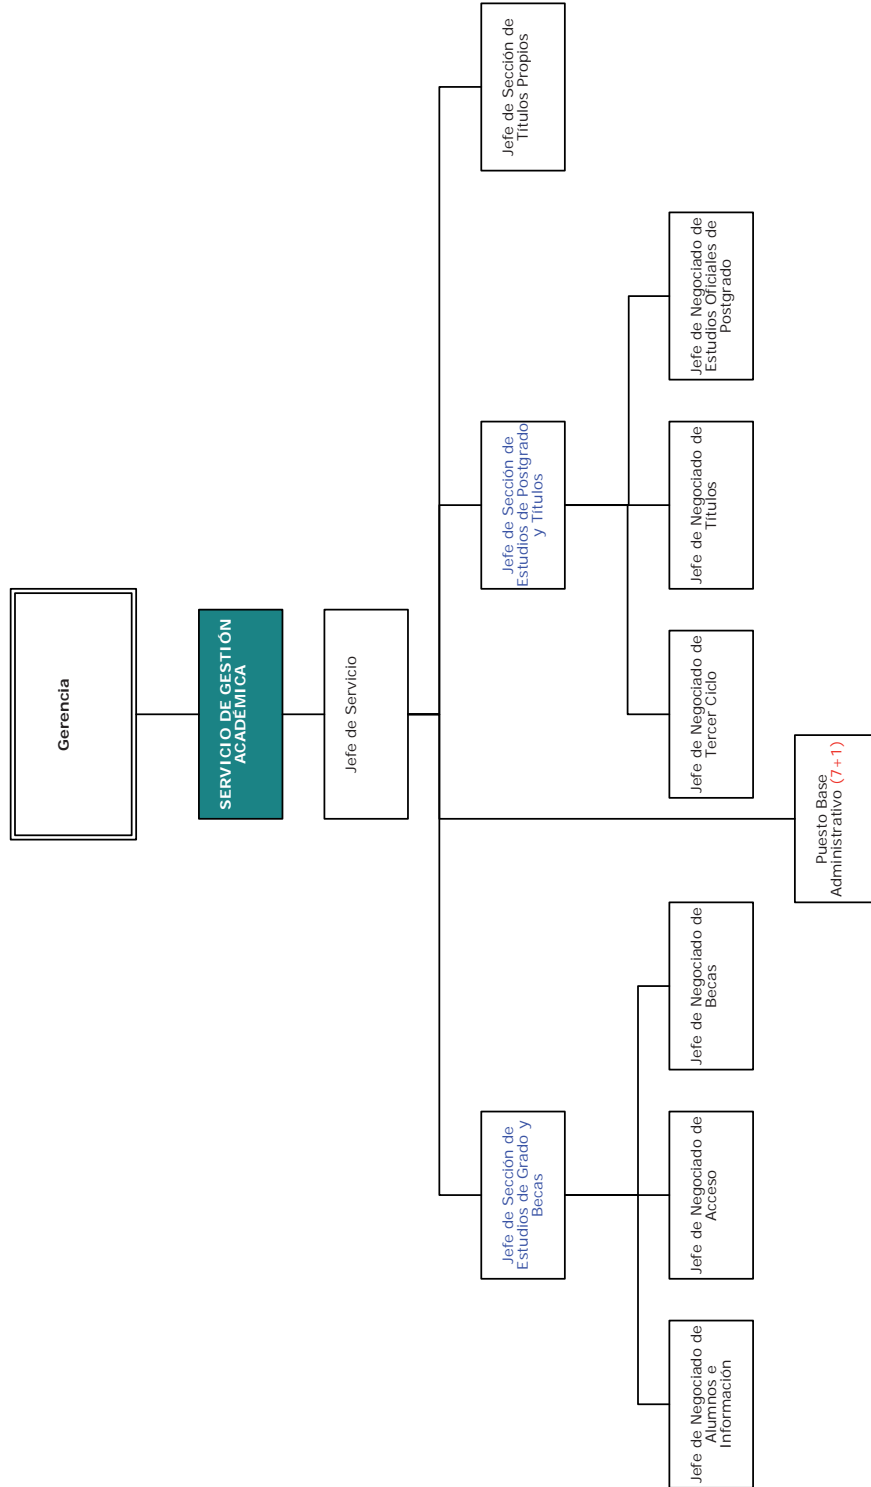 Gerencia
SERVICIO DE GESTIÓN
ACADÉMICA
Jefe de Servicio
Jefe de Sección de
Estudios de Grado y
Becas
Jefe de Sección de
Estudios de Postgrado
y Títulos
Jefe de Sección de
Títulos Propios
Jefe de Negociado de
Alumnos e
Información
Jefe de Negociado de
Acceso
Jefe de Negociado de
Becas
Jefe de Negociado de
Tercer Ciclo
Jefe de Negociado de
Títulos
Jefe de Negociado de
Estudios Oficiales de
Postgrado
Puesto Base
Administrativo (7+1)